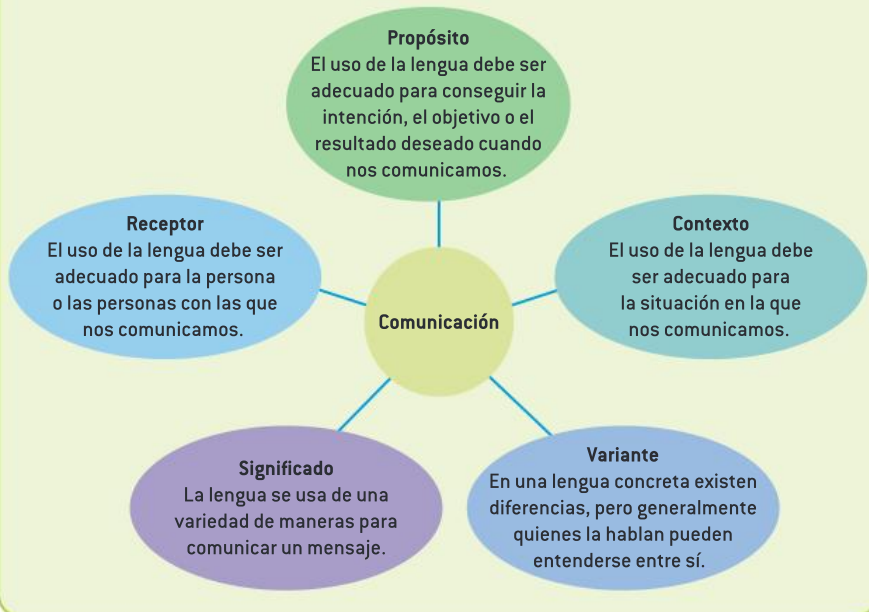 Propósito
El uso de la lengua debe ser
adecuado para conseguir la
intención, el objetivo o el
resultado deseado cuando
nos comunicamos.
Receptor
El uso de la lengua debe ser
adecuado para la persona
o las personas con las que
nos comunicamos.
Contexto
El uso de la lengua debe
ser adecuado para
la situación en la que
nos comunicamos.
Comunicación
Significado
La lengua se usa de una
variedad de maneras para
comunicar un mensaje.
Variante
En una lengua concreta existen
diferencias, pero generalmente
quienes la hablan pueden
entenderse entre sí.